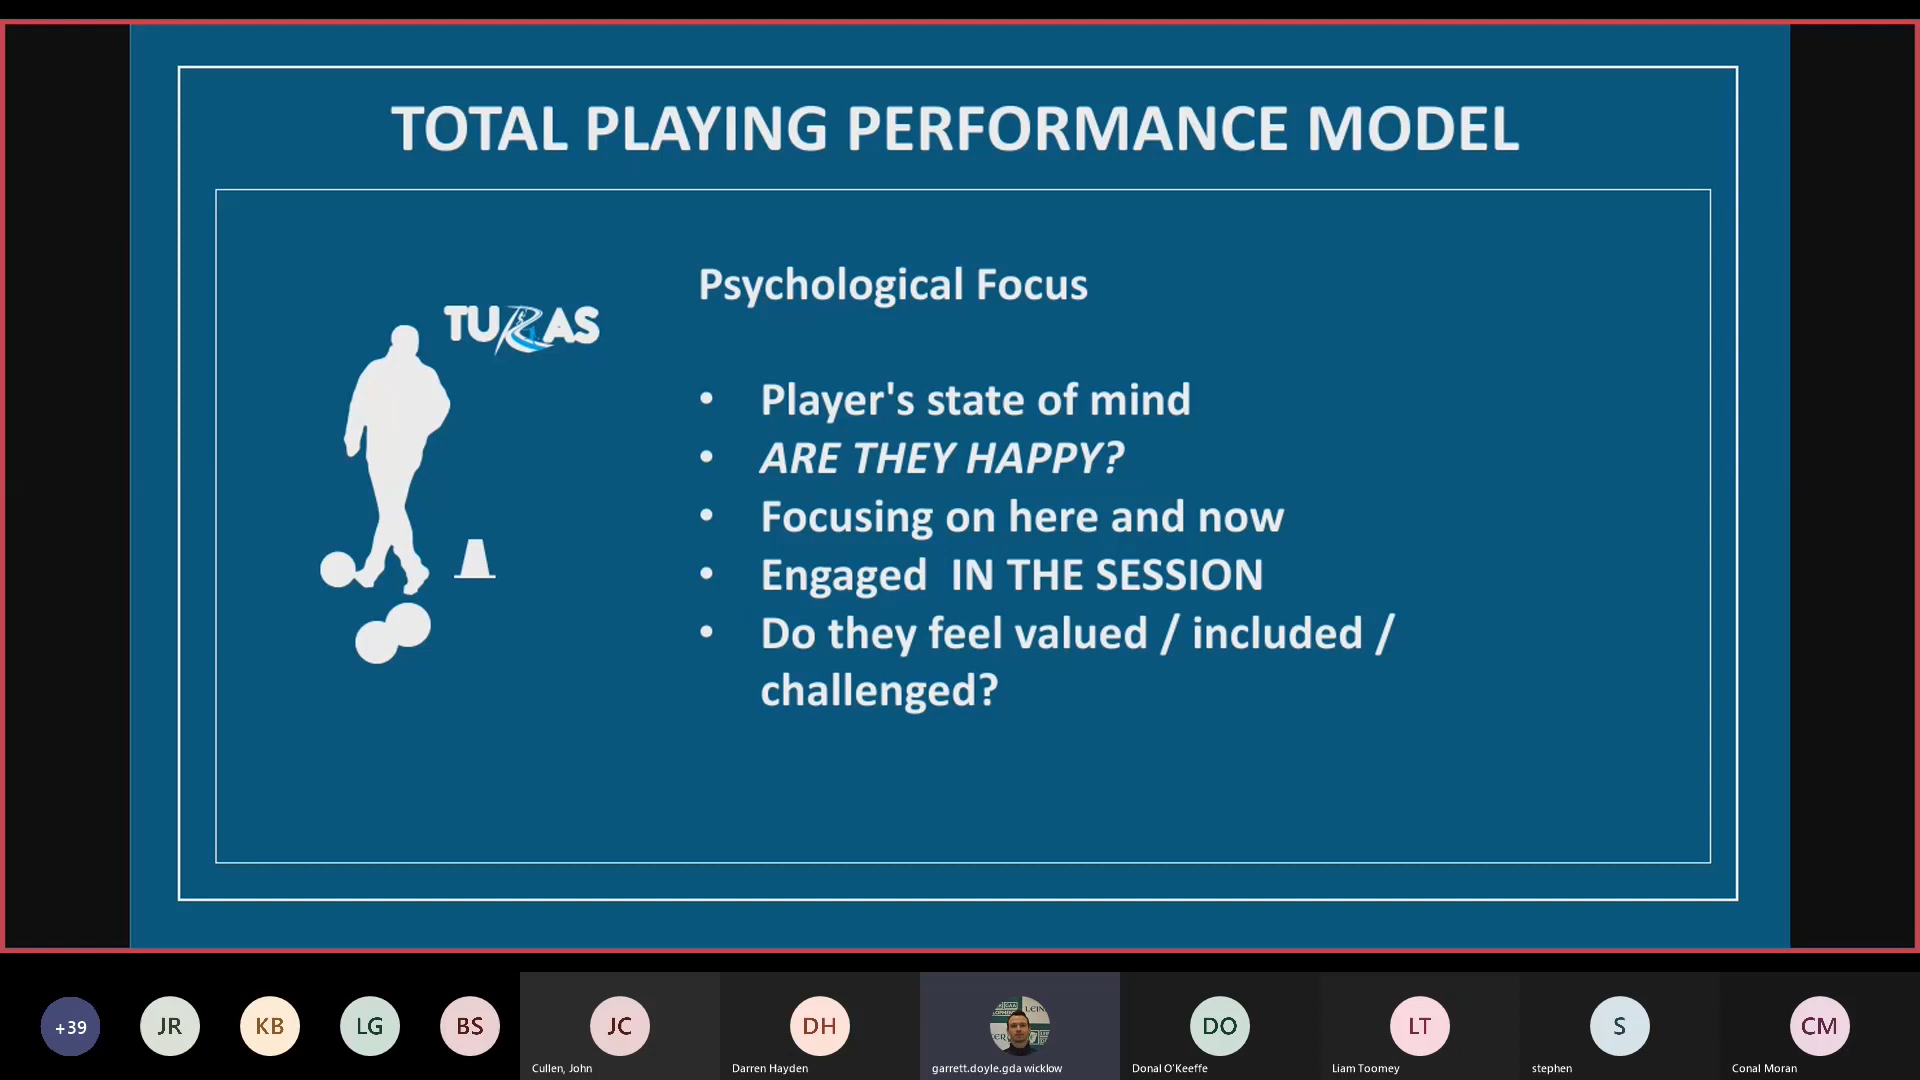 TOTAL PLAYING PERFORMANCE MODEL
TURAS
Psychological Focus
• Player's state of mind
• ARE THEY HAPPY?
• Focusing on here and now
• Engaged  IN THE SESSION
• Do they feel valued / included /
challenged?
+39
JR
KB
LG
BS
JC
DH
DO
LT
S
CM
Cullen, John
Darren Hayden
garrett.doyle.gda wicklow
Donal O'Keeffe
Liam Toomey
stephen
Conal Moran